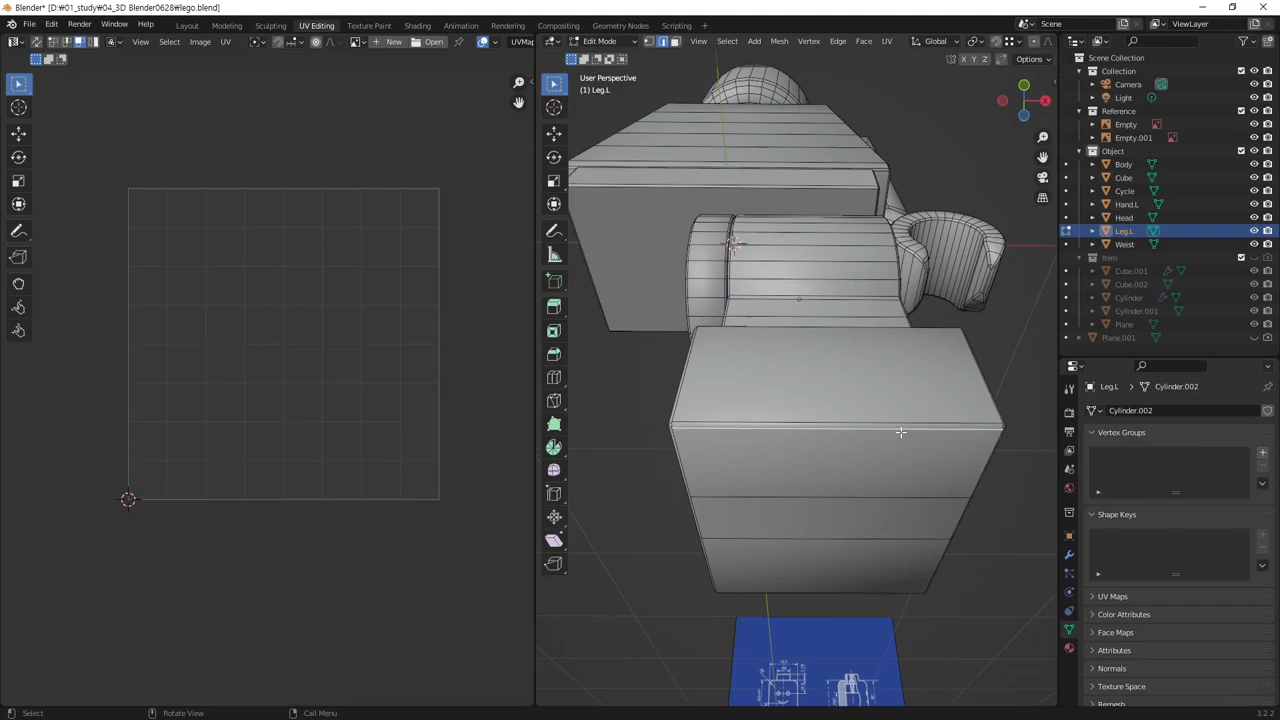 Blender* [D:₩01_study₩04_3D Blender0628₩lego.blend]
File Edit Render Window Help Layout Modeling Sculpting UV Editing Texture Paint Shading Animation Rendering Compositing Geometry Nodes Scripting + Scene ViewLayer
View Select Image UV New Open UVMap Edit Mode View Select Add Mesh Vertex Edge Face UV Global
X Y Z Options
User Perspective
(1) Leg.L
Scene Collection
Collection
Camera
Light
Reference
Empty
Empty.001
Object
Body
Cube
Cycle
Hand.L
Head
Leg.L
Weist
Item
Cube.001
Cube.002
Cylinder
Cylinder.001
Plane
Plane.001
Leg.L Cylinder.002
Cylinder.002
Vertex Groups
Shape Keys
UV Maps
Color Attributes
Face Maps
Attributes
Normals
Texture Space
Remesh
Select Rotate View Call Menu 3.2.2